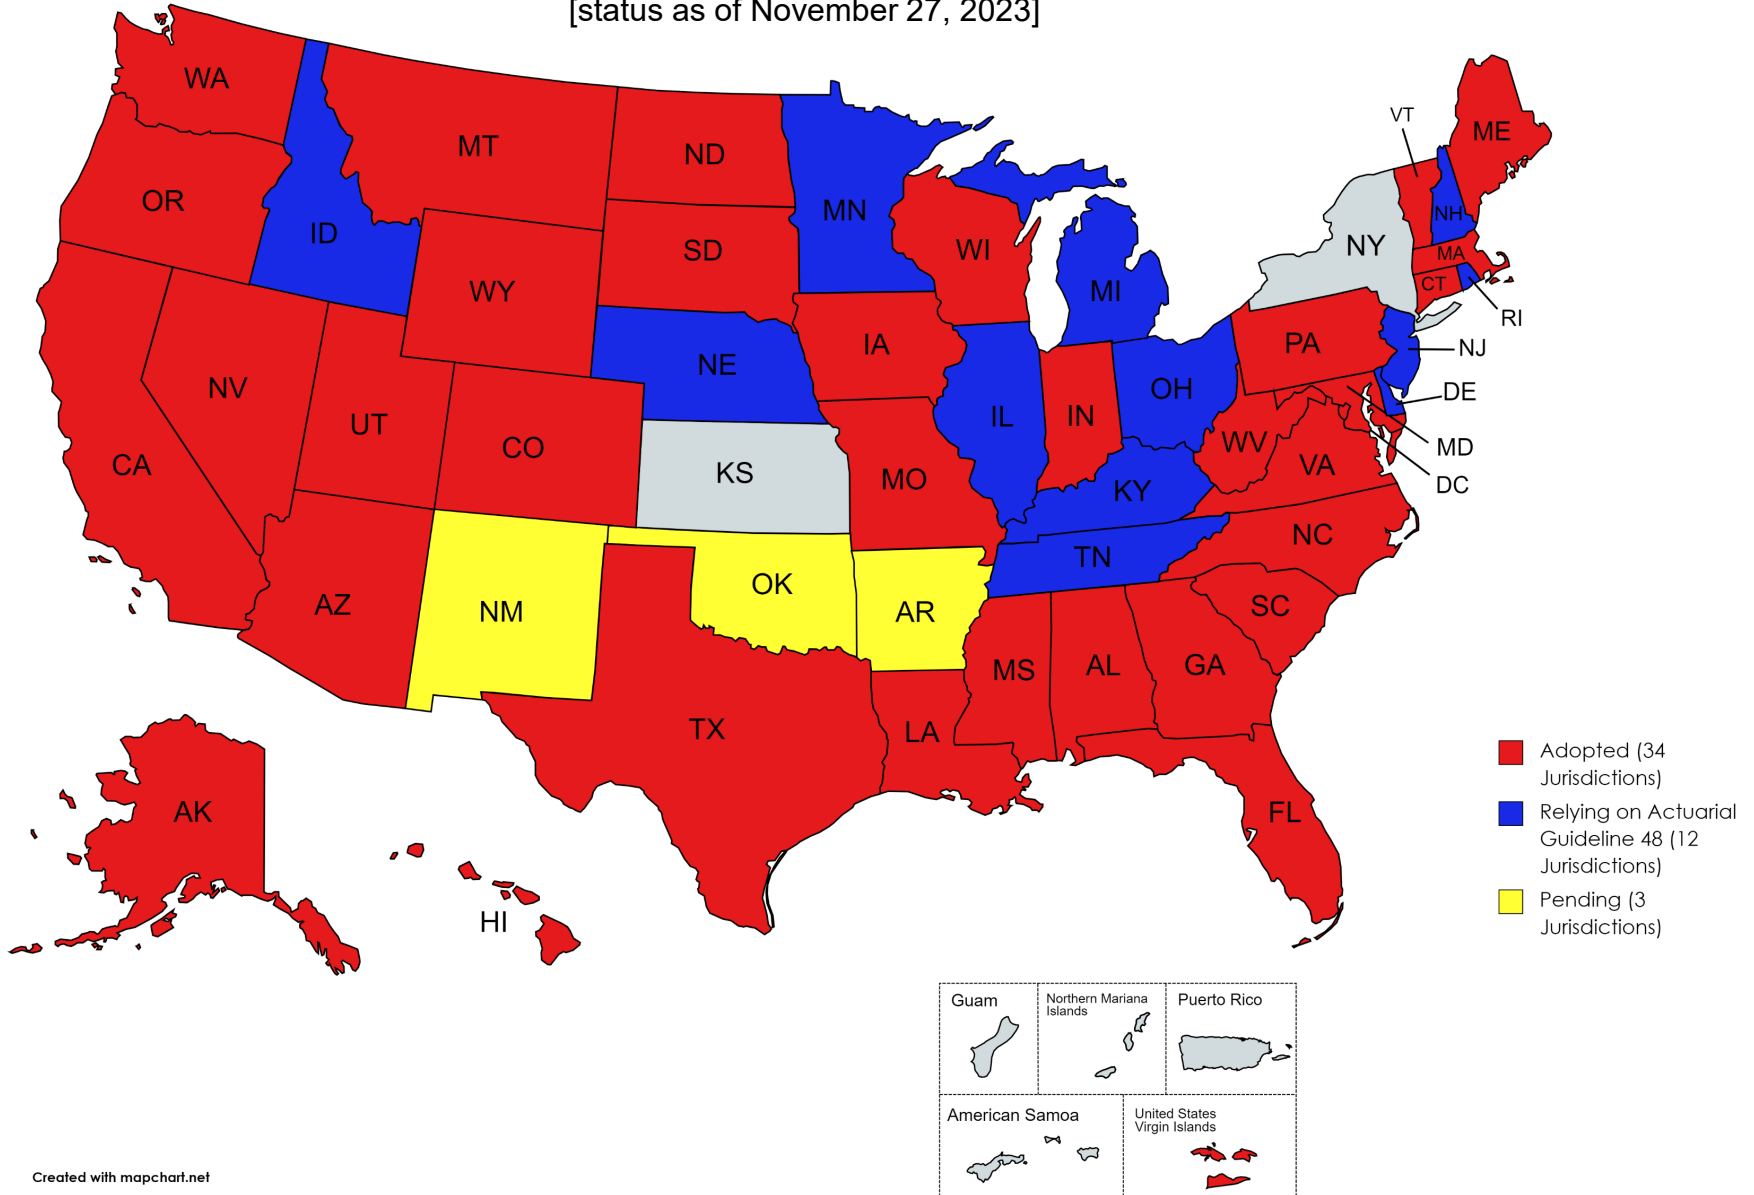 [status as of November 27, 2023]
WA
MT
ND
MN
VT
ME
OR
ID
SD
WI
NH
NY
MA
WY
MI
CT
RI
IA
PA
NJ
NE
NV
OH
DE
UT
IL
IN
CO
WV
MD
CA
KS
MO
VA
KY
DC
NC
TN
OK
AZ
NM
AR
SC
MS
AL
GA
TX
LA
AK
FL
HI
Adopted (34
Jurisdictions)
Relying on Actuarial
Guideline 48 (12
Jurisdictions)
Pending (3
Jurisdictions)
Guam
Northern Mariana
Islands
Puerto Rico
American Samoa
United States
Virgin Islands
Created with mapchart.net